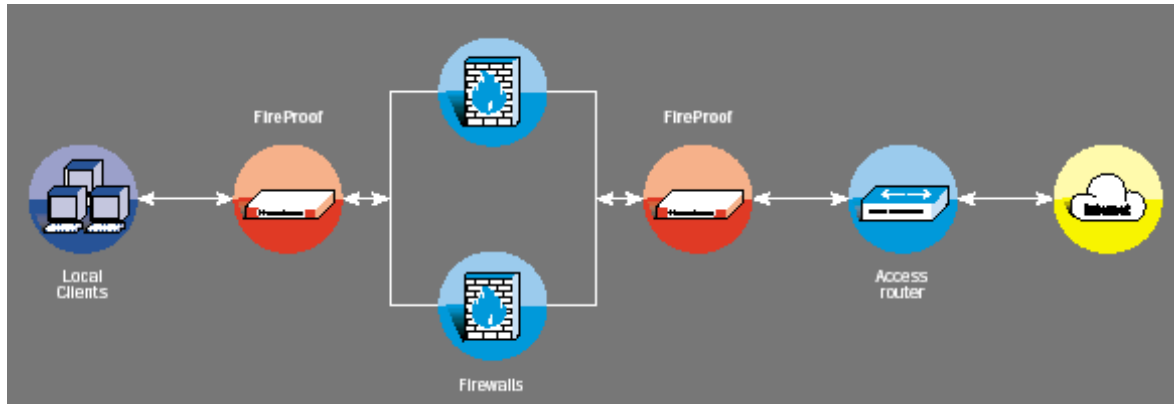 FireProof
FireProof
Local
Clients
Access
router
Firewalls